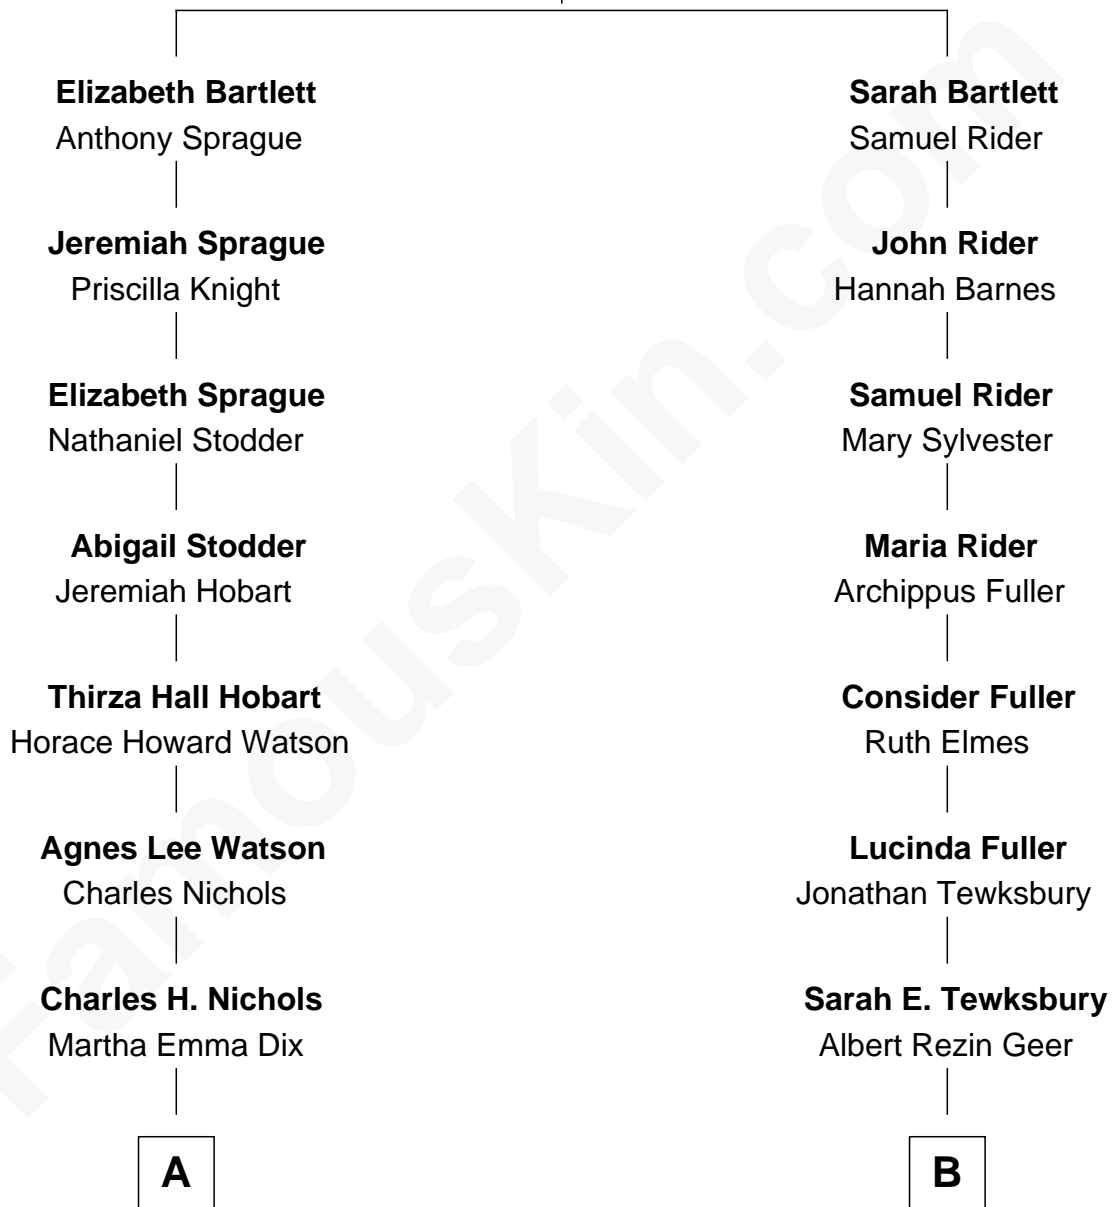 Elizabeth Bartlett
Anthony Sprague
Jeremiah Sprague
Priscilla Knight
Elizabeth Sprague
Nathaniel Stodder
Abigail Stodder
Jeremiah Hobart
Thirza Hall Hobart
Horace Howard Watson
Agnes Lee Watson
Charles Nichols
Charles H. Nichols
Martha Emma Dix
A
Sarah Bartlett
Samuel Rider
John Rider
Hannah Barnes
Samuel Rider
Mary Sylvester
Maria Rider
Archippus Fuller
Consider Fuller
Ruth Elmes
Lucinda Fuller
Jonathan Tewksbury
Sarah E. Tewksbury
Albert Rezin Geer
B
FamousKin.com